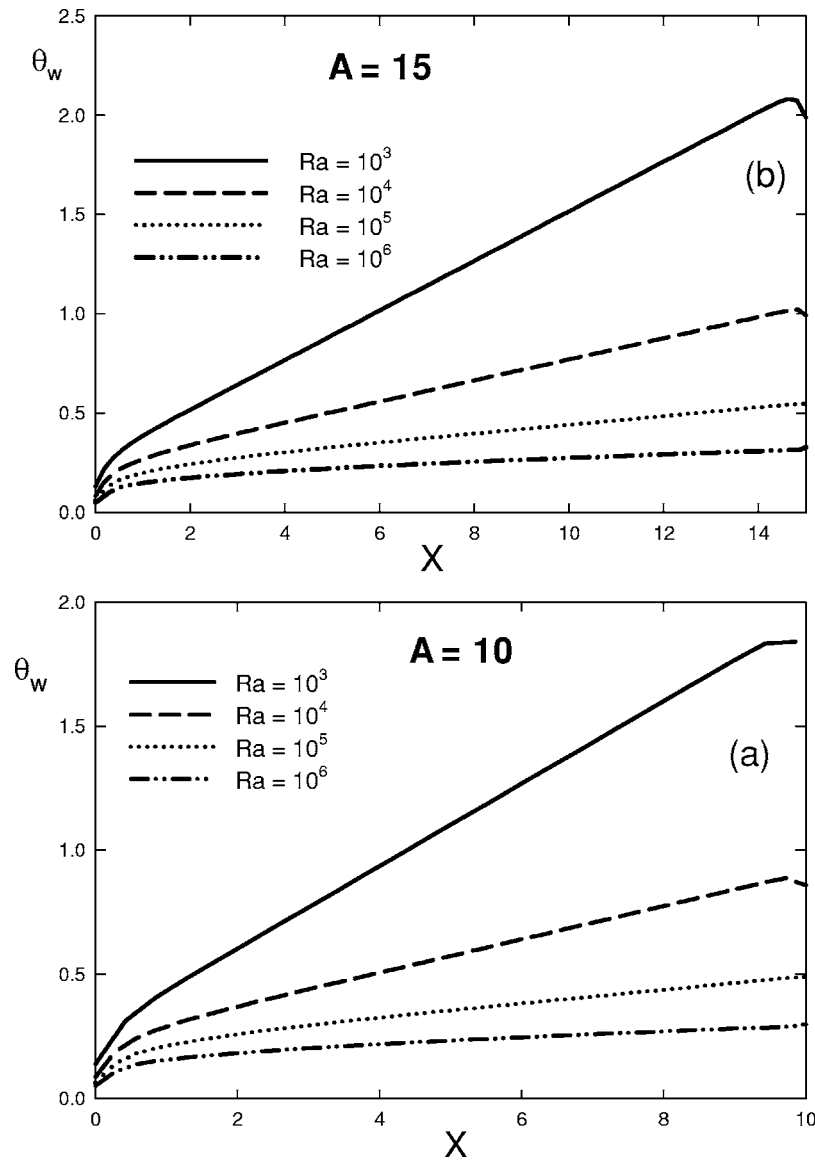 2.5
θw
A = 15
2.0
Ra = 10³
(b)
Ra = 10⁴
1.5
Ra = 10⁵
Ra = 10⁶
1.0
0.5
0.0
0 2 4 6 8 10 12 14
X
2.0
A = 10
θw
Ra = 10³
1.5
Ra = 10⁴
Ra = 10⁵
(a)
Ra = 10⁶
1.0
0.5
0.0
0 2 4 6 8 10
X